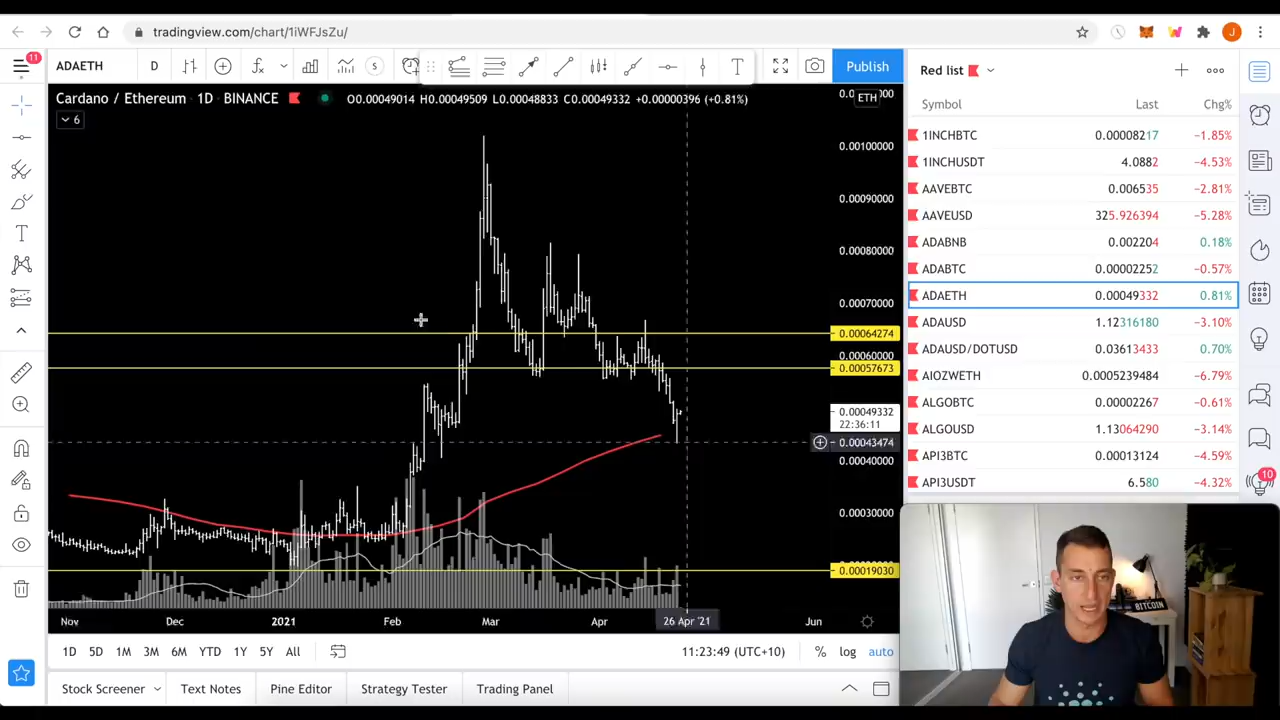 tradingview.com/chart/1iWFJsZu/
J
11
ADAETH
D
S
T
Publish
Red list
Cardano / Ethereum · 1D · BINANCE
O0.00049014 H0.00049509 L0.00048833 C0.00049332 +0.00000396 (+0.81%)
ETH
6
Symbol Last Chg%
1INCHBTC 0.00008217 −1.85%
1INCHUSDT 4.0882 −4.53%
AAVEBTC 0.006535 −2.81%
AAVEUSD 325.926394 −5.28%
ADABNB 0.002204 0.18%
ADABTC 0.00002252 −0.57%
ADAETH 0.00049332 0.81%
ADAUSD 1.12316180 −3.10%
ADAUSD/DOTUSD 0.03613433 0.70%
AIOZWETH 0.0005239484 −6.79%
ALGOBTC 0.00002267 −0.61%
ALGOUSD 1.13064290 −3.14%
API3BTC 0.00013124 −4.59%
API3USDT 6.580 −4.32%
10
0.00100000
0.00090000
0.00080000
0.00070000
0.00064274
0.00060000
0.00057673
0.00049332
22:36:11
0.00043474
0.00040000
0.00030000
0.00019030
Nov Dec 2021 Feb Mar Apr 26 Apr '21 Jun
1D 5D 1M 3M 6M YTD 1Y 5Y All
11:23:49 (UTC+10) % log auto
Stock Screener Text Notes Pine Editor Strategy Tester Trading Panel
BITCOIN